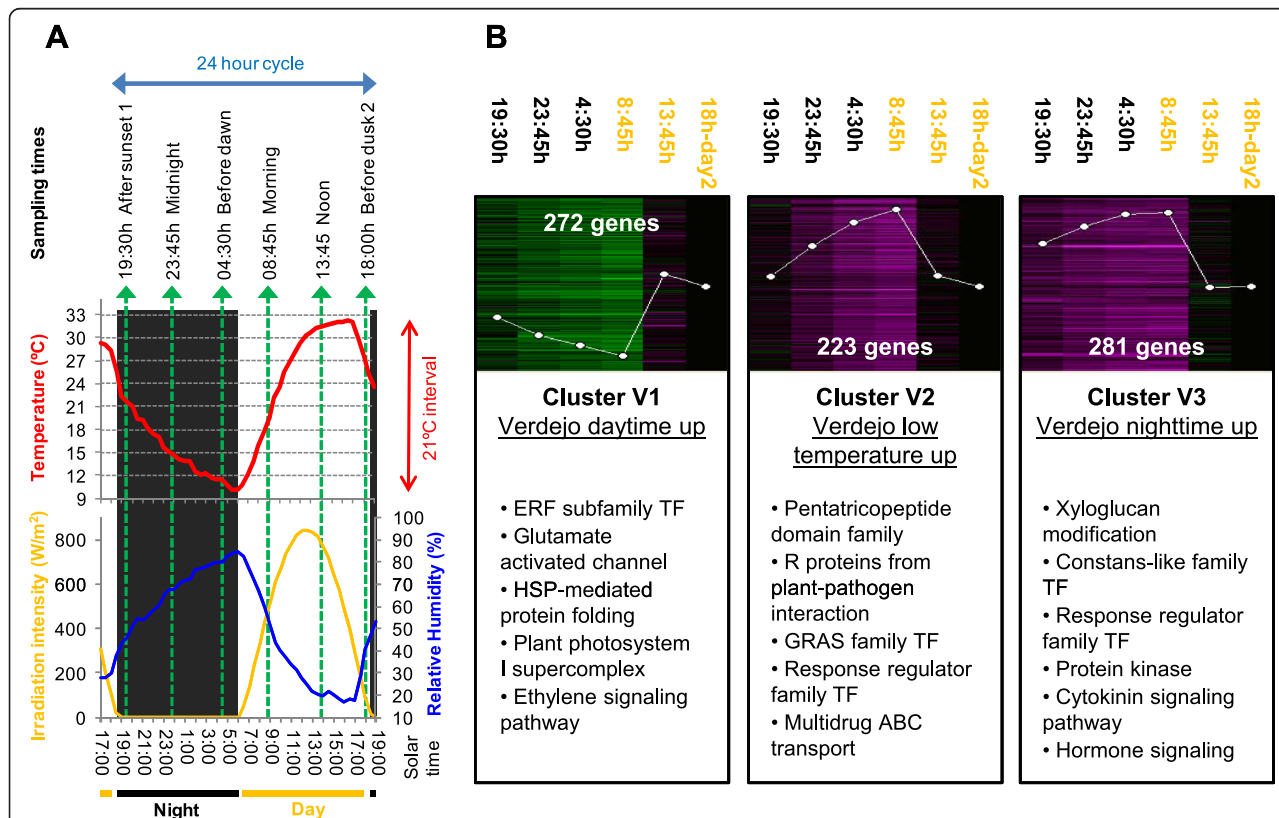 A
24 hour cycle
Sampling times
19:30h After sunset 1
23:45h Midnight
04:30h Before dawn
08:45h Morning
13:45 Noon
18:00h Before dusk 2
Temperature (ºC)
33
30
27
24
21
18
15
12
9
21ºC interval
Irradiation intensity (W/m²)
800
600
400
200
0
100
90
80
70
60
50
40
30
20
10
Relative Humidity (%)
17:00
19:00
21:00
23:00
1:00
3:00
5:00
7:00
9:00
11:00
13:00
15:00
17:00
19:00
Solar
time
Night
Day
B
19:30h
23:45h
4:30h
8:45h
13:45h
18h-day2
272 genes
Cluster V1
Verdejo daytime up
• ERF subfamily TF
• Glutamate
activated channel
• HSP-mediated
protein folding
• Plant photosystem
I supercomplex
• Ethylene signaling
pathway
19:30h
23:45h
4:30h
8:45h
13:45h
18h-day2
223 genes
Cluster V2
Verdejo low
temperature up
• Pentatricopeptide
domain family
• R proteins from
plant-pathogen
interaction
• GRAS family TF
• Response regulator
family TF
• Multidrug ABC
transport
19:30h
23:45h
4:30h
8:45h
13:45h
18h-day2
281 genes
Cluster V3
Verdejo nighttime up
• Xyloglucan
modification
• Constans-like family
TF
• Response regulator
family TF
• Protein kinase
• Cytokinin signaling
pathway
• Hormone signaling